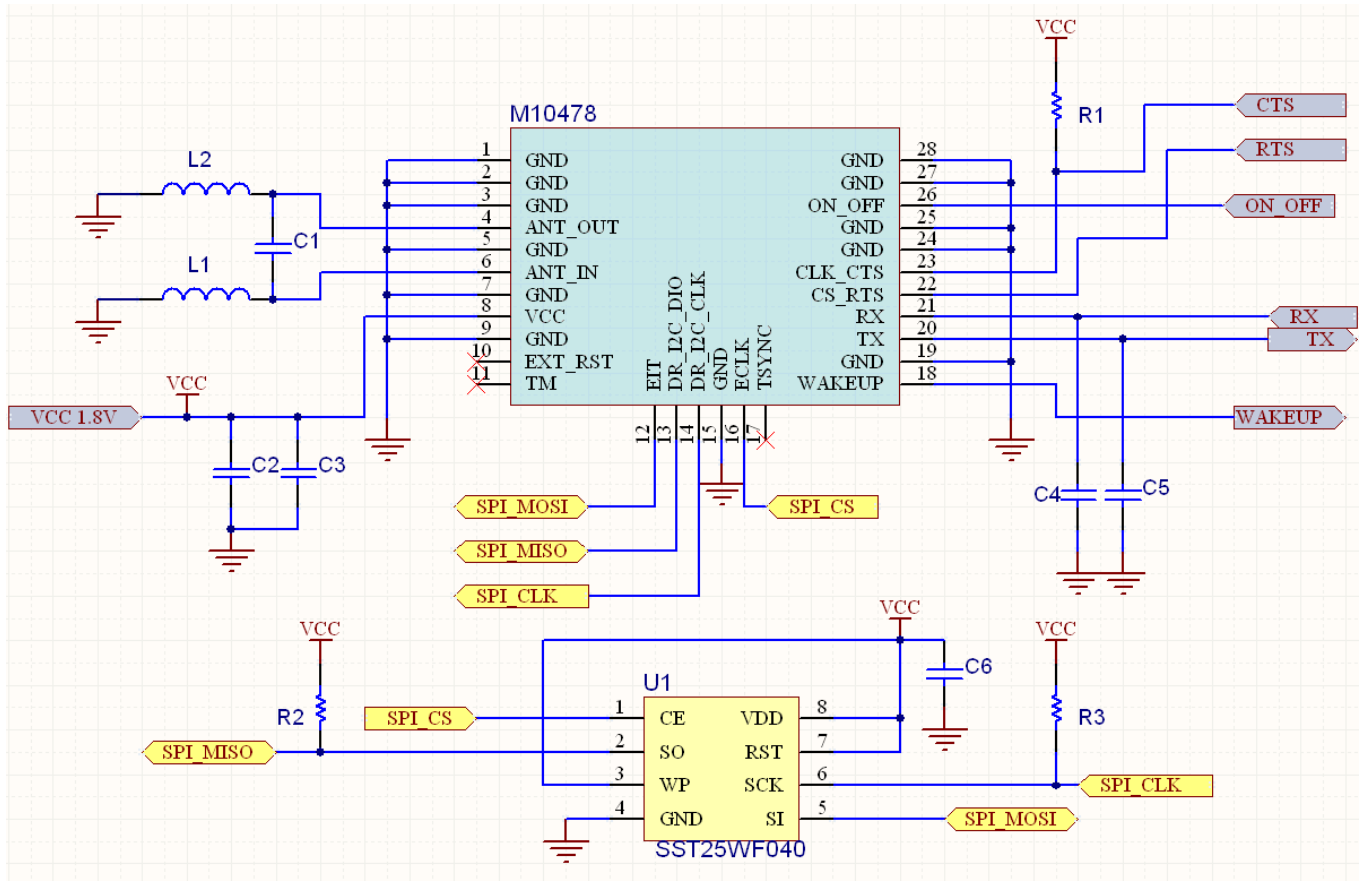 VCC
R1
CTS
RTS
ON_OFF
M10478
1 GND
2 GND
3 GND
4 ANT_OUT
5 GND
6 ANT_IN
7 GND
8 VCC
9 GND
10 EXT_RST
11 TM
28 GND
27 GND
26 ON_OFF
25 GND
24 GND
23 CLK_CTS
22 CS_RTS
21 RX
20 TX
19 GND
18 WAKEUP
EIT
DR_I2C_DIO
DR_I2C_CLK
GND
ECLK
TSYNC
12
13
14
15
16
17
L2
C1
L1
RX
TX
WAKEUP
VCC
VCC 1.8V
C2
C3
C4
C5
SPI_MOSI
SPI_CS
SPI_MISO
SPI_CLK
VCC
VCC
VCC
C6
R2
R3
U1
SPI_CS
SPI_MISO
1 CE
2 SO
3 WP
4 GND
VDD 8
RST 7
SCK 6
SI 5
SPI_CLK
SPI_MOSI
SST25WF040